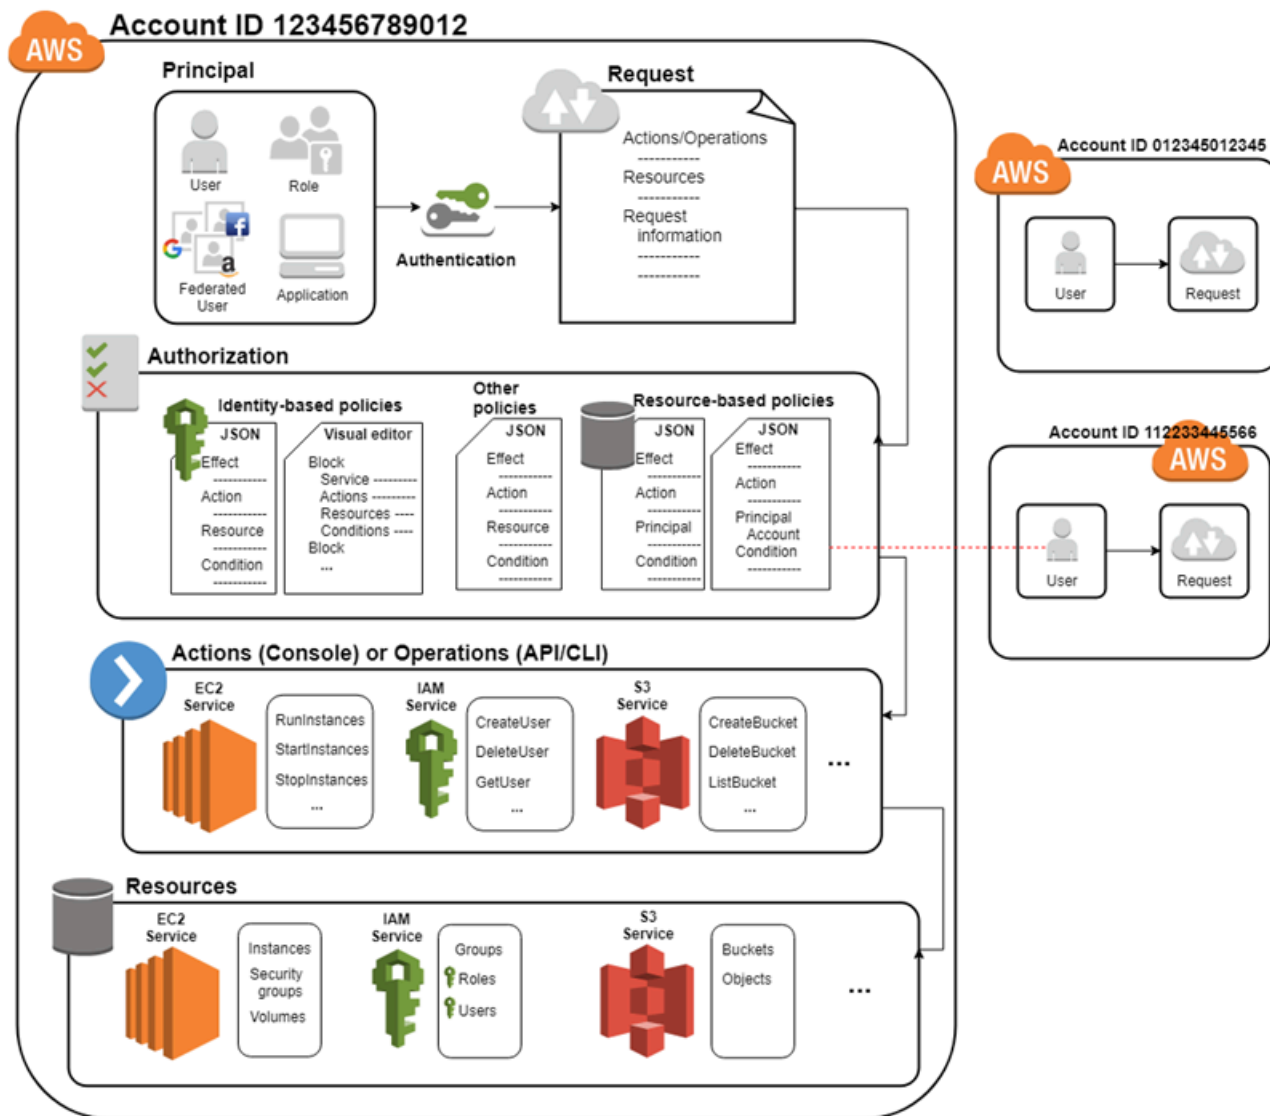 AWS
Account ID 123456789012
Principal
User
Role
Federated
User
Application
G
f
a
Authentication
Request
Actions/Operations
-----------
Resources
-----------
Request
information
-----------
-----------
Authorization
Identity-based policies
JSON
Effect
-----------
Action
-----------
Resource
-----------
Condition
-----------
Visual editor
Block
Service ---------
Actions ---------
Resources ----
Conditions ----
Block
...
Other
policies
JSON
Effect
-----------
Action
-----------
Resource
-----------
Condition
-----------
Resource-based policies
JSON
Effect
-----------
Action
-----------
Principal
-----------
Condition
-----------
JSON
Effect
-----------
Action
-----------
Principal
Account
Condition
-----------
Actions (Console) or Operations (API/CLI)
EC2
Service
RunInstances
StartInstances
StopInstances
...
IAM
Service
CreateUser
DeleteUser
GetUser
...
S3
Service
CreateBucket
DeleteBucket
ListBucket
...
...
Resources
EC2
Service
Instances
Security
groups
Volumes
IAM
Service
Groups
Roles
Users
S3
Service
Buckets
Objects
...
Account ID 012345012345
AWS
User
Request
Account ID 112233445566
AWS
User
Request